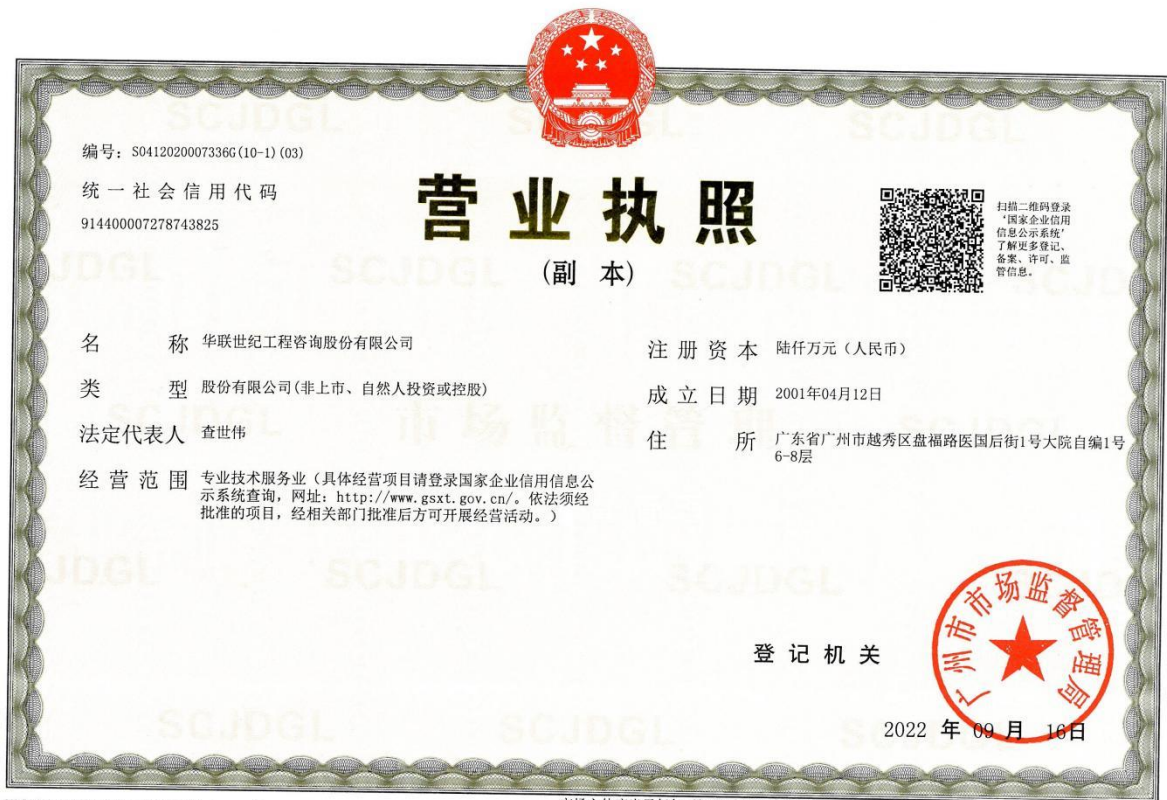 编号：S0412020007336G(10-1)(03)
统一社会信用代码
914400007278743825
营业执照
(副 本)
扫描二维码登录
‘国家企业信用
信息公示系统’
了解更多登记、
备案、许可、监
管信息。
名 称 华联世纪工程咨询股份有限公司
类 型 股份有限公司(非上市、自然人投资或控股)
法定代表人 查世伟
经营范围 专业技术服务业（具体经营项目请登录国家企业信用信息公
示系统查询，网址：http://www.gsxt.gov.cn/。依法须经
批准的项目，经相关部门批准后方可开展经营活动。）
注册资本 陆仟万元（人民币）
成立日期 2001年04月12日
住 所 广东省广州市越秀区盘福路医国后街1号大院自编1号
6-8层
登记机关
广州市市场监督管理局
2022 年 09 月 16日
SCJDGL
市场监督管理